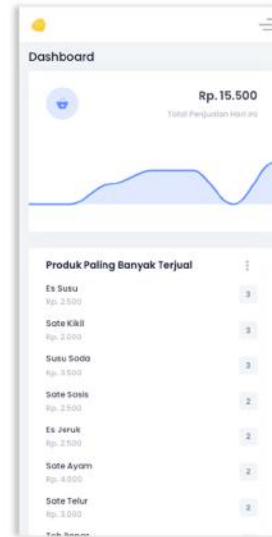 Dashboard
Rp. 15.500
Total Penjualan Hari ini
Produk Paling Banyak Terjual
Es Susu
Rp. 2.500
3
Sate Kikil
Rp. 2.000
3
Susu Soda
Rp. 3.500
3
Sate Sosis
Rp. 2.500
2
Es Jeruk
Rp. 2.500
2
Sate Ayam
Rp. 4.000
2
Sate Telur
Rp. 3.000
2